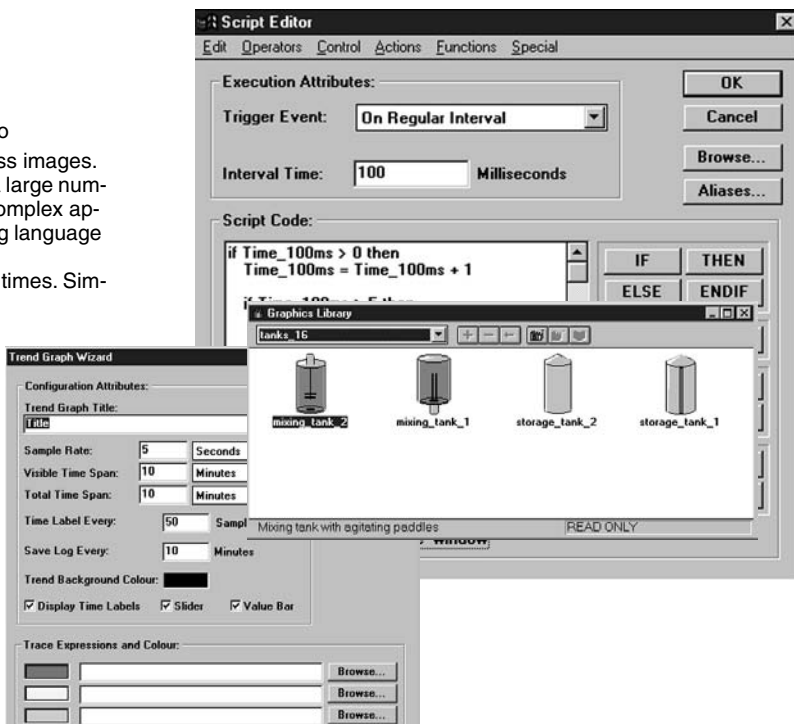 ss images.
large num-
omplex ap-
g language
times. Sim-
Script Editor
Edit Operators Control Actions Functions Special
Execution Attributes:
Trigger Event: On Regular Interval
Interval Time: 100 Milliseconds
OK
Cancel
Browse...
Aliases...
Script Code:
if Time_100ms > 0 then
Time_100ms = Time_100ms + 1
IF THEN
ELSE ENDIF
Graphics Library
tanks_16
mixing_tank_2 mixing_tank_1 storage_tank_2 storage_tank_1
Mixing tank with agitating paddles READ ONLY
window
Trend Graph Wizard
Configuration Attributes:
Trend Graph Title:
Title
Sample Rate: 5 Seconds
Visible Time Span: 10 Minutes
Total Time Span: 10 Minutes
Time Label Every: 50 Sampl
Save Log Every: 10 Minutes
Trend Background Colour:
Display Time Labels Slider Value Bar
Trace Expressions and Colour:
Browse...
Browse...
Browse...